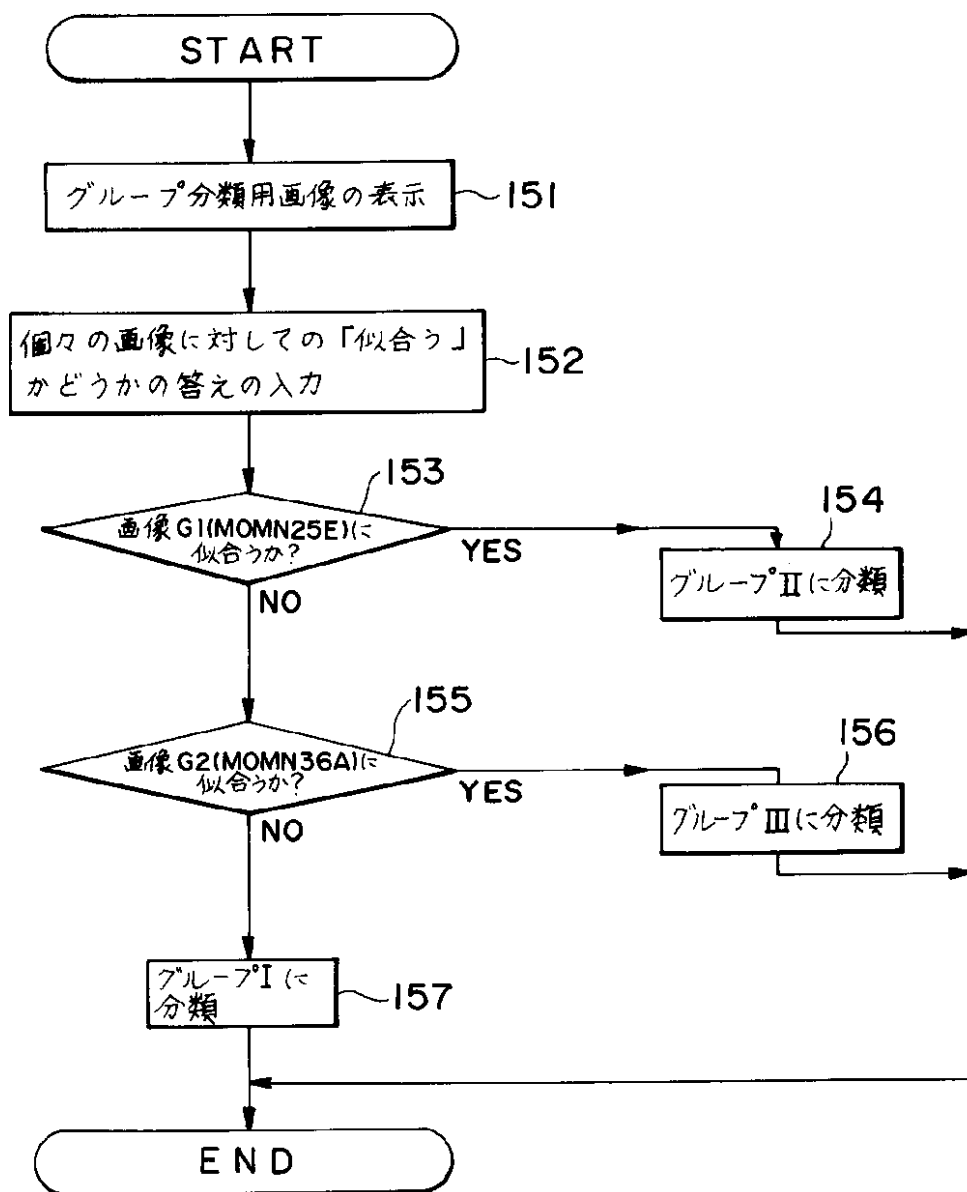 START
グループ分類用画像の表示
151
個々の画像に対しての「似合う」
かどうかの答えの入力
152
153
画像G1(MOMN25E)に
似合うか?
YES
NO
154
グループⅡに分類
155
画像G2(MOMN36A)に
似合うか?
YES
NO
156
グループⅢに分類
グループⅠに
分類
157
END